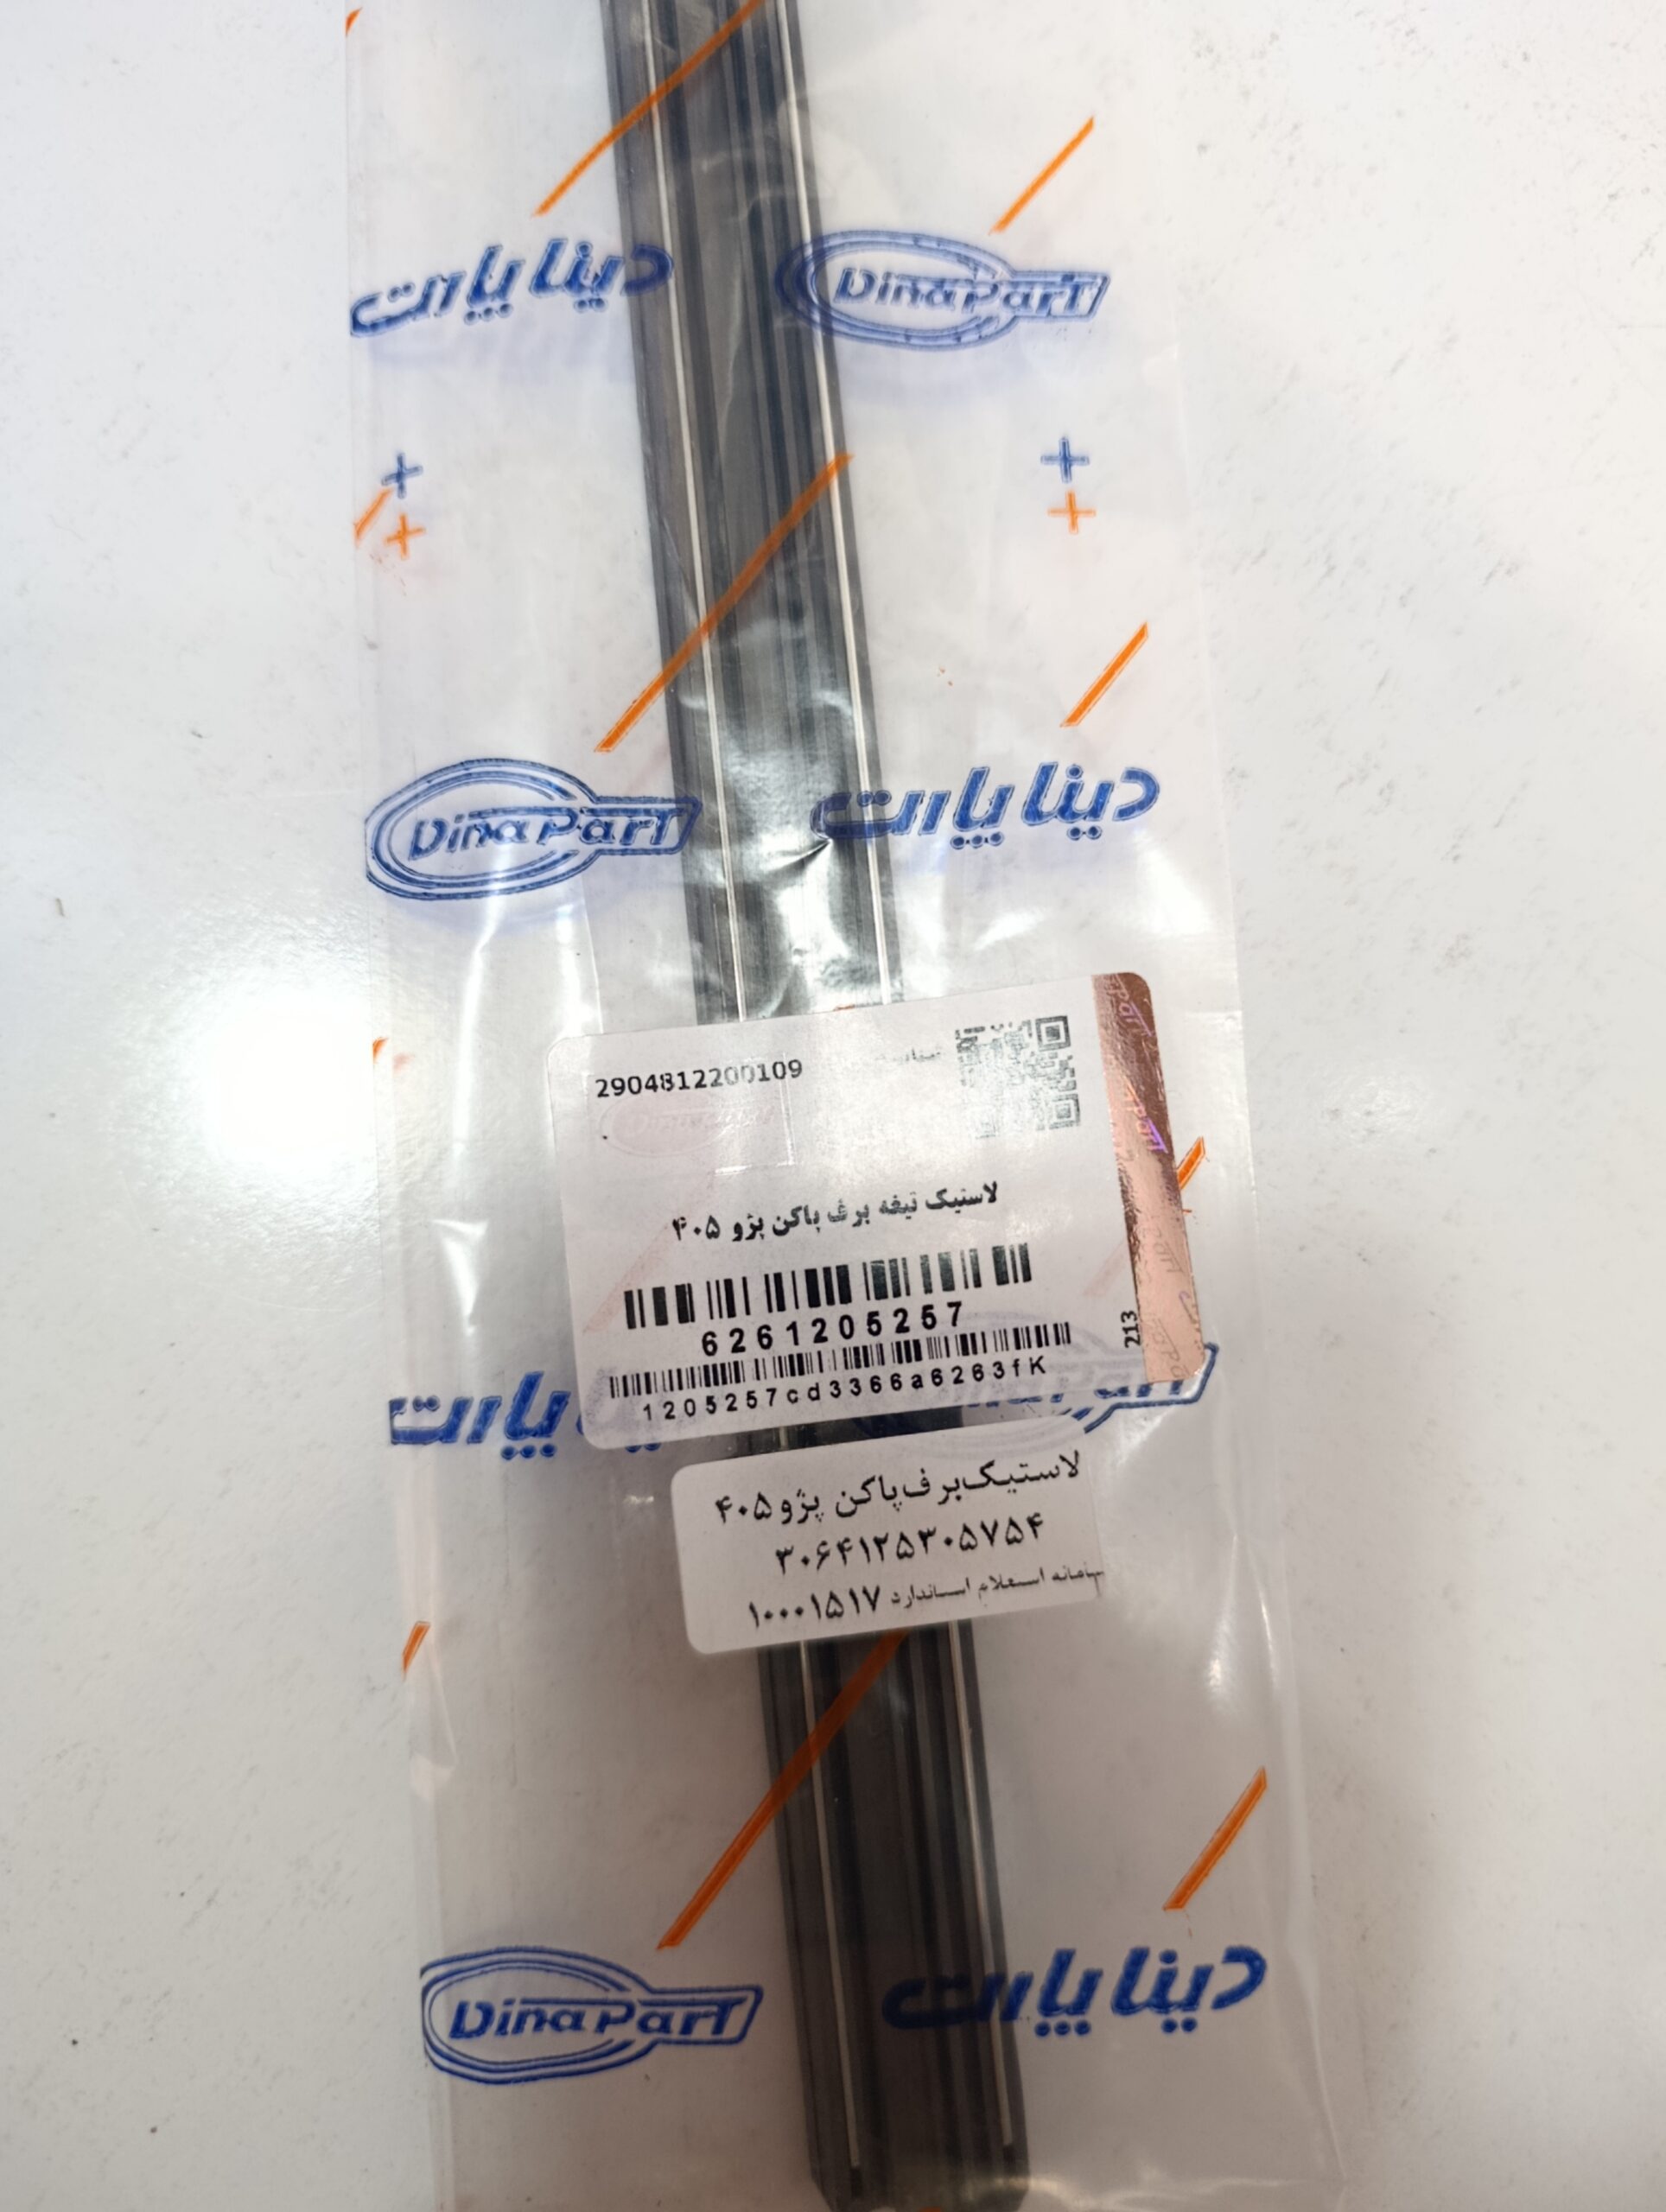 دینا پارت
DinaPart
DinaPart
دینا پارت
2904812200109
لاستیک تیغه برف پاکن پژو ۴۰۵
6261205257
1205257cd3366a6263fK
213
پارت
لاستیک برف پاکن پژو ۴۰۵
۳۰۶۴۱۲۵۳۰۵۷۵۴
سامانه استعلام استاندارد ۱۰۰۰۱۵۱۷
DinaPart
دینا پارت